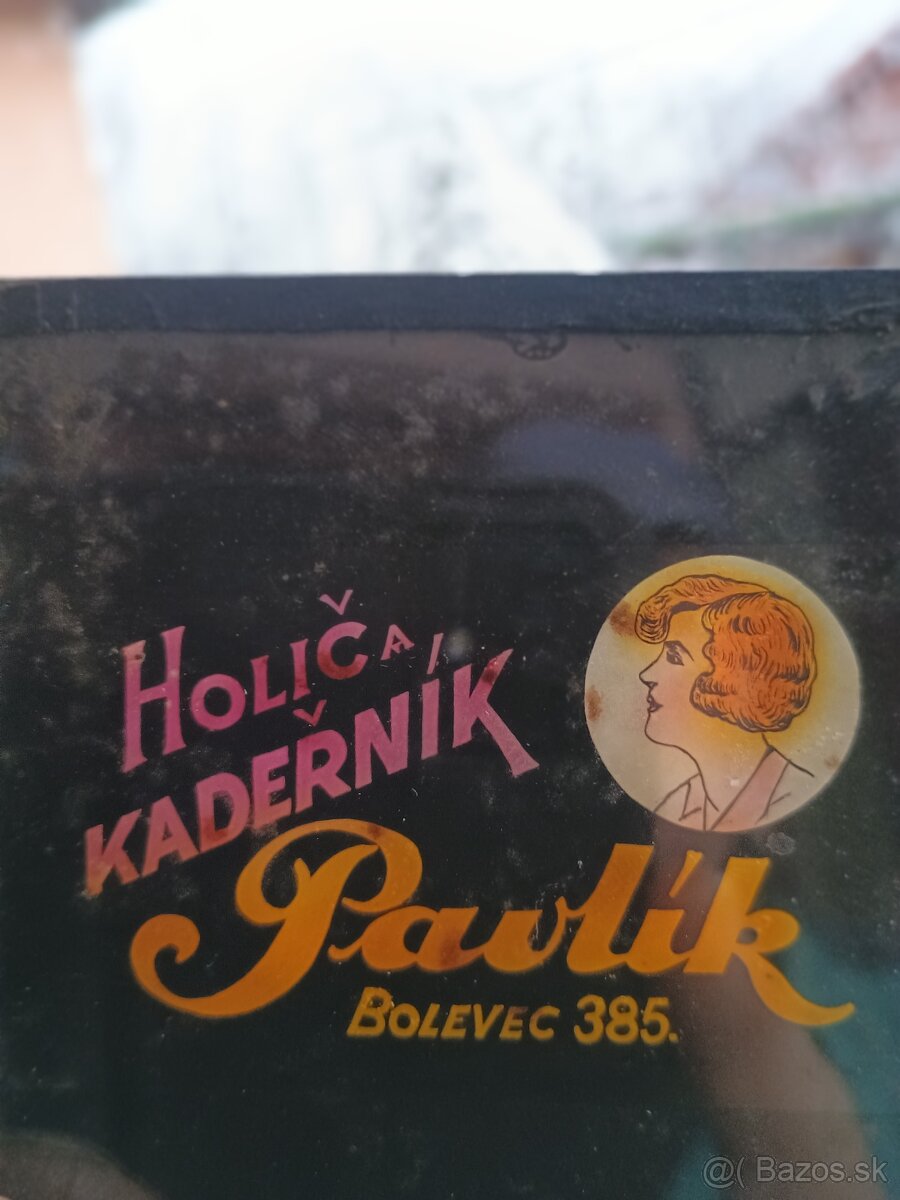 HOLIČ A
KADEŘNÍK
Pavlík
BOLEVEC 385.
@( Bazos.sk